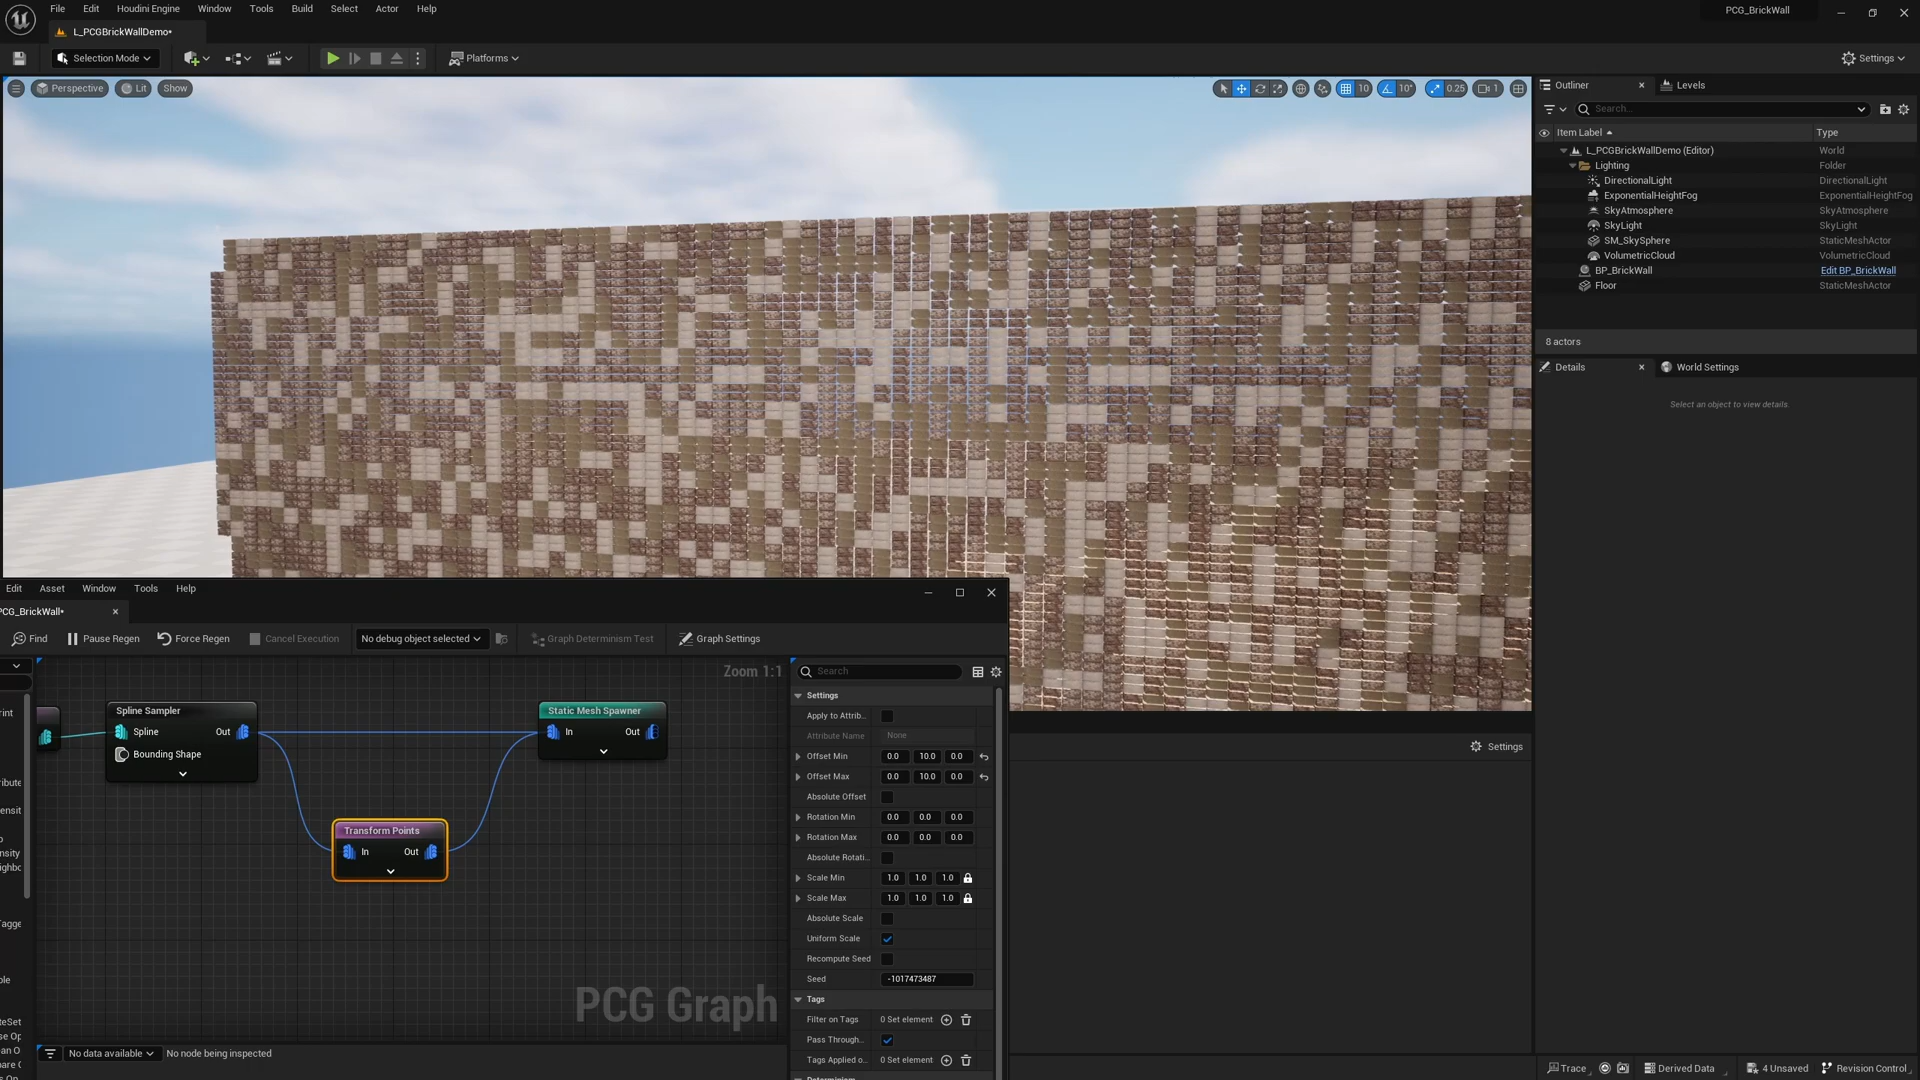 File Edit Window Houdini Engine Tools Build Select Actor Help
PCG_BrickWall
L_PCGBrickWallDemo*
Selection Mode
Platforms
Settings
Perspective Lit Show
10 10° 0.25 1
Outliner Levels
Search...
Item Label Type
L_PCGBrickWallDemo (Editor) World
Lighting Folder
DirectionalLight DirectionalLight
ExponentialHeightFog ExponentialHeightFog
SkyAtmosphere SkyAtmosphere
SkyLight SkyLight
SM_SkySphere StaticMeshActor
VolumetricCloud VolumetricCloud
BP_BrickWall Edit BP_BrickWall
Floor StaticMeshActor
8 actors
Details World Settings
Select an object to view details.
Edit Asset Window Tools Help
PCG_BrickWall*
Find Pause Regen Force Regen Cancel Execution No debug object selected Graph Determinism Test Graph Settings
Zoom 1:1
Search
Spline Sampler
Spline Out
Bounding Shape
Static Mesh Spawner
In Out
Transform Points
In Out
PCG Graph
Settings
Apply to Attrib...
Attribute Name None
Offset Min 0.0 10.0 0.0
Offset Max 0.0 10.0 0.0
Absolute Offset
Rotation Min 0.0 0.0 0.0
Rotation Max 0.0 0.0 0.0
Absolute Rotati...
Scale Min 1.0 1.0 1.0
Scale Max 1.0 1.0 1.0
Absolute Scale
Uniform Scale
Recompute Seed
Seed -1017473487
Tags
Filter on Tags 0 Set element
Pass Through...
Tags Applied o... 0 Set element
Settings
No data available No node being inspected
Trace Derived Data 4 Unsaved Revision Control